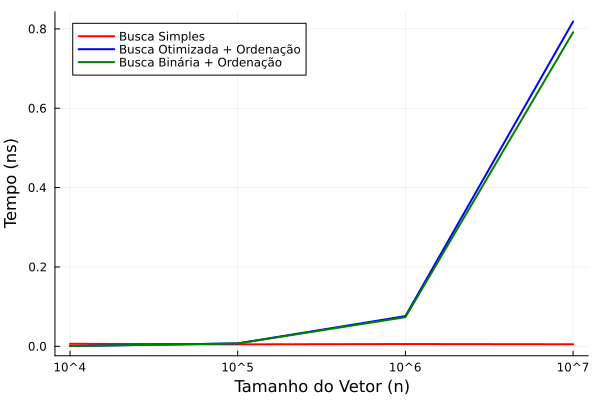 Busca Simples
Busca Otimizada + Ordenação
Busca Binária + Ordenação
0.8
0.6
0.4
0.2
0.0
Tempo (ns)
10^4 10^5 10^6 10^7
Tamanho do Vetor (n)